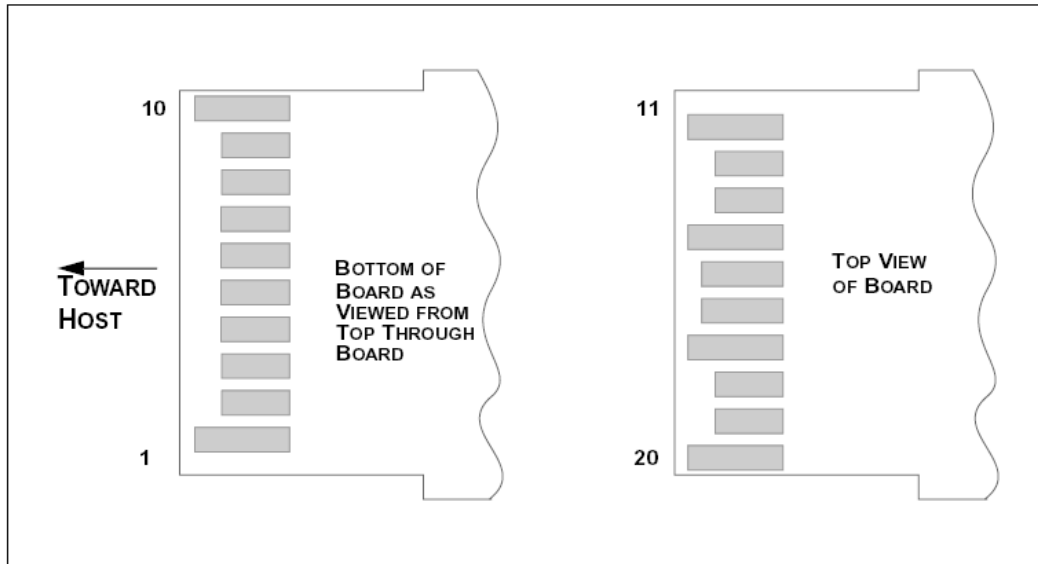 10
1
TOWARD
HOST
BOTTOM OF
BOARD AS
VIEWED FROM
TOP THROUGH
BOARD
11
20
TOP VIEW
OF BOARD